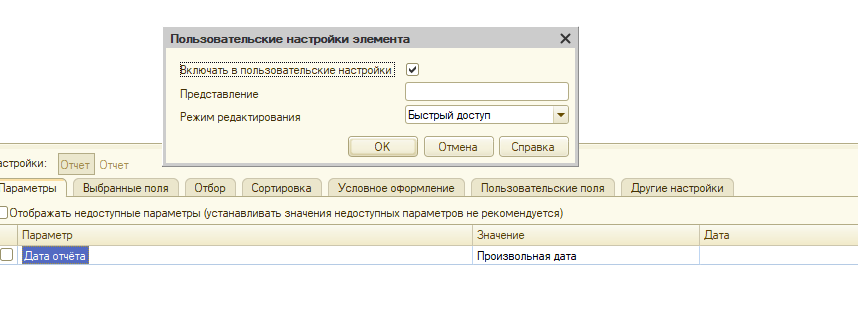 Пользовательские настройки элемента
Включать в пользовательские настройки
Представление
Режим редактирования Быстрый доступ
OK Отмена Справка
астройки: Отчет Отчет
Параметры Выбранные поля Отбор Сортировка Условное оформление Пользовательские поля Другие настройки
Отображать недоступные параметры (устанавливать значения недоступных параметров не рекомендуется)
Параметр Значение Дата
Дата отчёта Произвольная дата